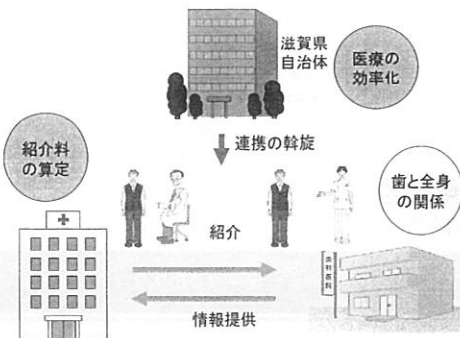 滋賀県
自治体
医療の
効率化
連携の斡旋
紹介料
の算定
歯と全身
の関係
紹介
情報提供